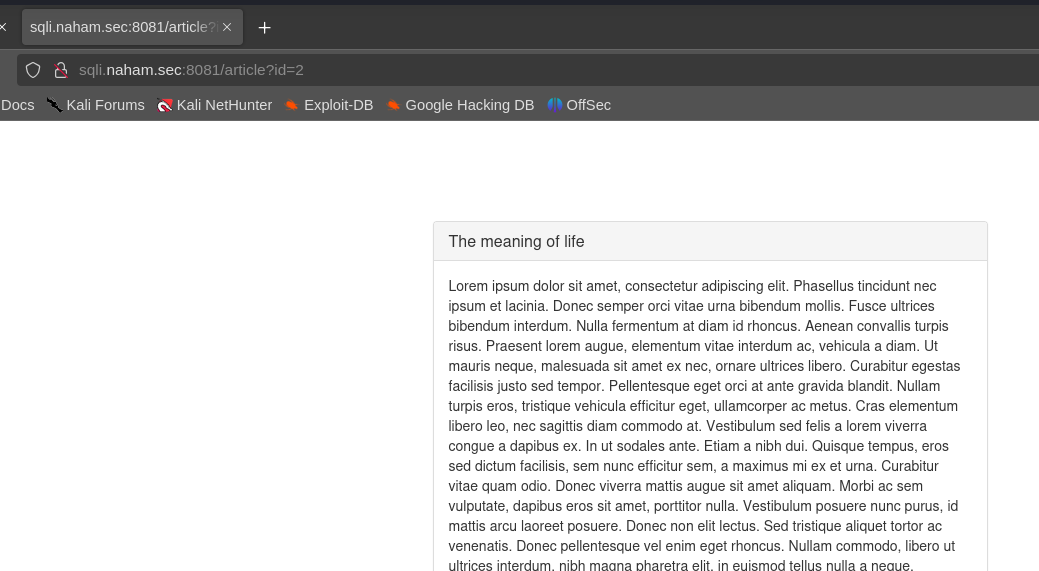 sqli.naham.sec:8081/article?
sqli.naham.sec:8081/article?id=2
Docs Kali Forums Kali NetHunter Exploit-DB Google Hacking DB OffSec
The meaning of life
Lorem ipsum dolor sit amet, consectetur adipiscing elit. Phasellus tincidunt nec
ipsum et lacinia. Donec semper orci vitae urna bibendum mollis. Fusce ultrices
bibendum interdum. Nulla fermentum at diam id rhoncus. Aenean convallis turpis
risus. Praesent lorem augue, elementum vitae interdum ac, vehicula a diam. Ut
mauris neque, malesuada sit amet ex nec, ornare ultrices libero. Curabitur egestas
facilisis justo sed tempor. Pellentesque eget orci at ante gravida blandit. Nullam
turpis eros, tristique vehicula efficitur eget, ullamcorper ac metus. Cras elementum
libero leo, nec sagittis diam commodo at. Vestibulum sed felis a lorem viverra
congue a dapibus ex. In ut sodales ante. Etiam a nibh dui. Quisque tempus, eros
sed dictum facilisis, sem nunc efficitur sem, a maximus mi ex et urna. Curabitur
vitae quam odio. Donec viverra mattis augue sit amet aliquam. Morbi ac sem
vulputate, dapibus eros sit amet, porttitor nulla. Vestibulum posuere nunc purus, id
mattis arcu laoreet posuere. Donec non elit lectus. Sed tristique aliquet tortor ac
venenatis. Donec pellentesque vel enim eget rhoncus. Nullam commodo, libero ut
ultrices interdum, nibh magna pharetra elit, in euismod tellus nulla a neque.